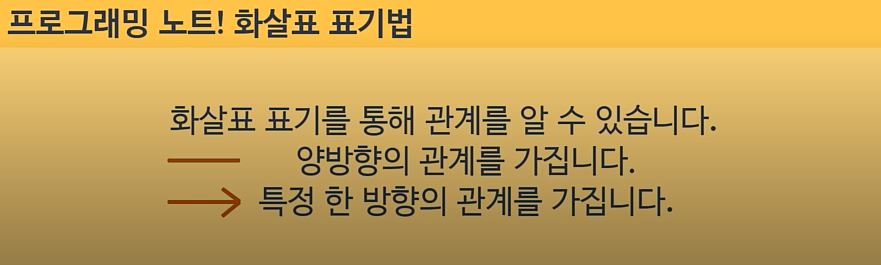 프로그래밍 노트! 화살표 표기법
화살표 표기를 통해 관계를 알 수 있습니다.
양방향의 관계를 가집니다.
특정 한 방향의 관계를 가집니다.